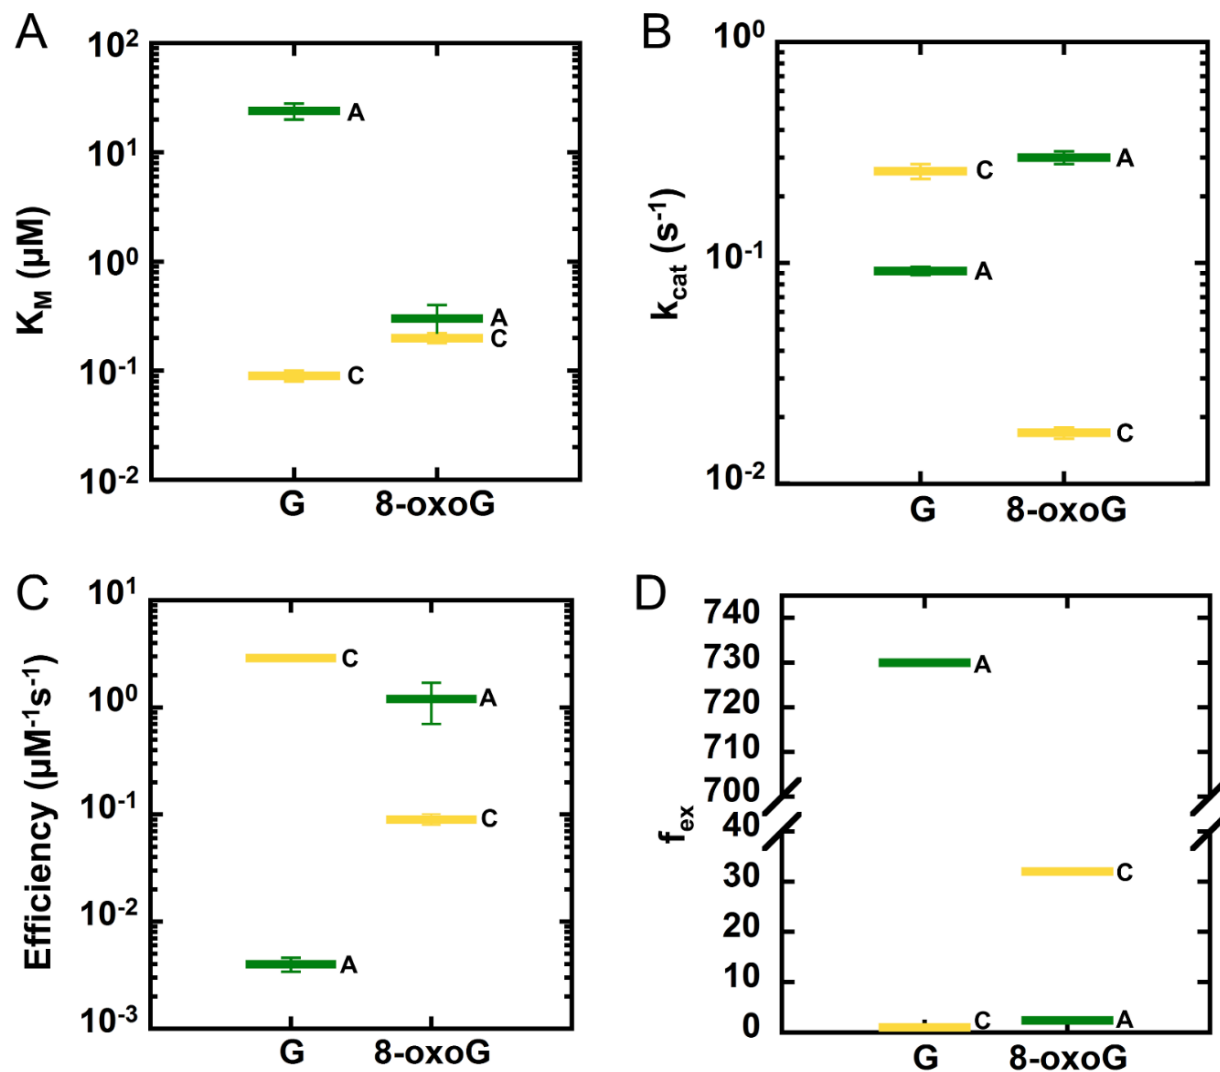 A
10²
10¹
10⁰
10⁻¹
10⁻²
K_M (µM)
A
C
A
C
G
8-oxoG
B
10⁰
10⁻¹
10⁻²
k_cat (s⁻¹)
C
A
A
C
G
8-oxoG
C
10¹
10⁰
10⁻¹
10⁻²
10⁻³
Efficiency (µM⁻¹s⁻¹)
C
A
A
C
G
8-oxoG
D
740
730
720
710
700
40
30
20
10
0
f_ex
A
C
C
A
G
8-oxoG